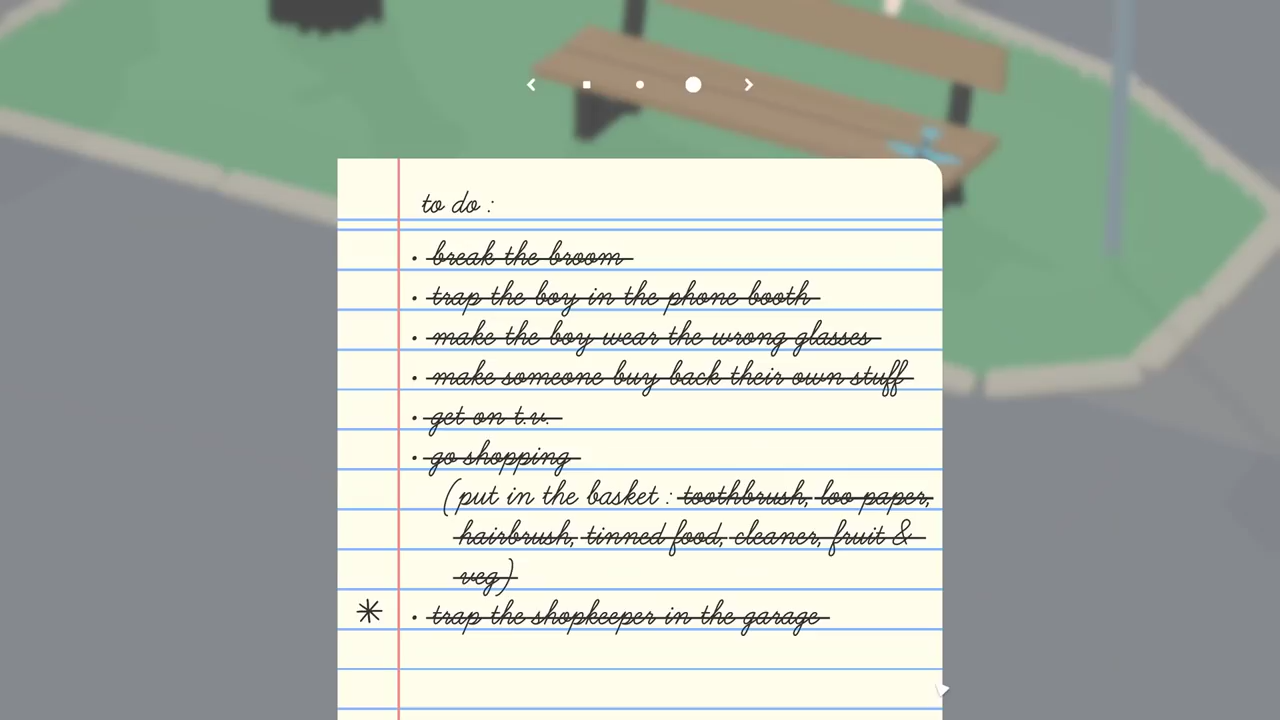 to do :
• break the broom
• trap the boy in the phone booth
• make the boy wear the wrong glasses
• make someone buy back their own stuff
• get on t.v.
• go shopping
(put in the basket : toothbrush, loo paper,
hairbrush, tinned food, cleaner, fruit &
veg)
• trap the shopkeeper in the garage